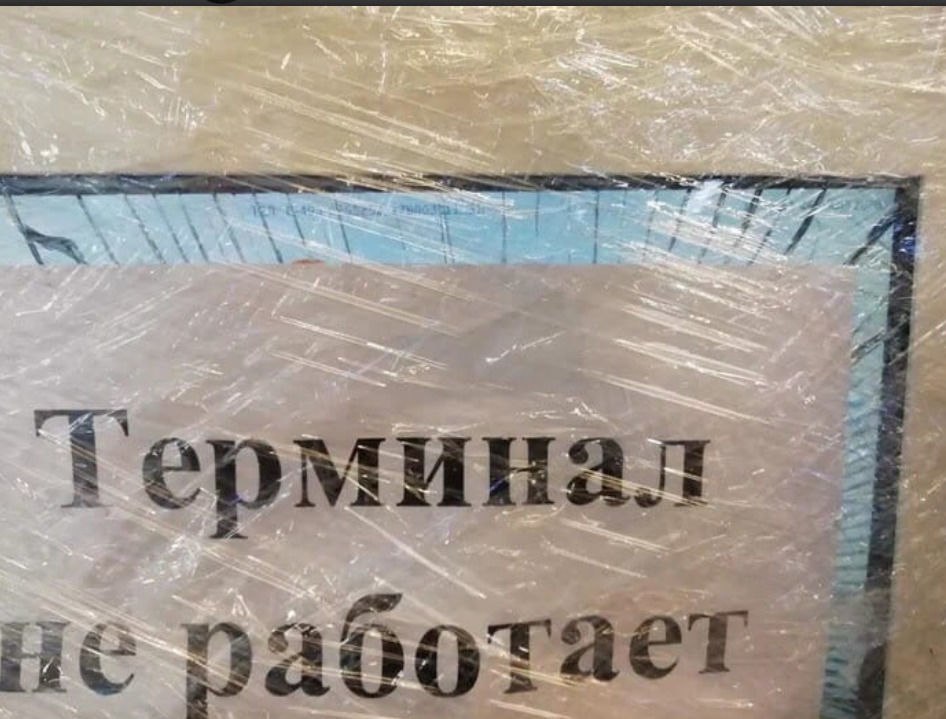 Терминал
не работает